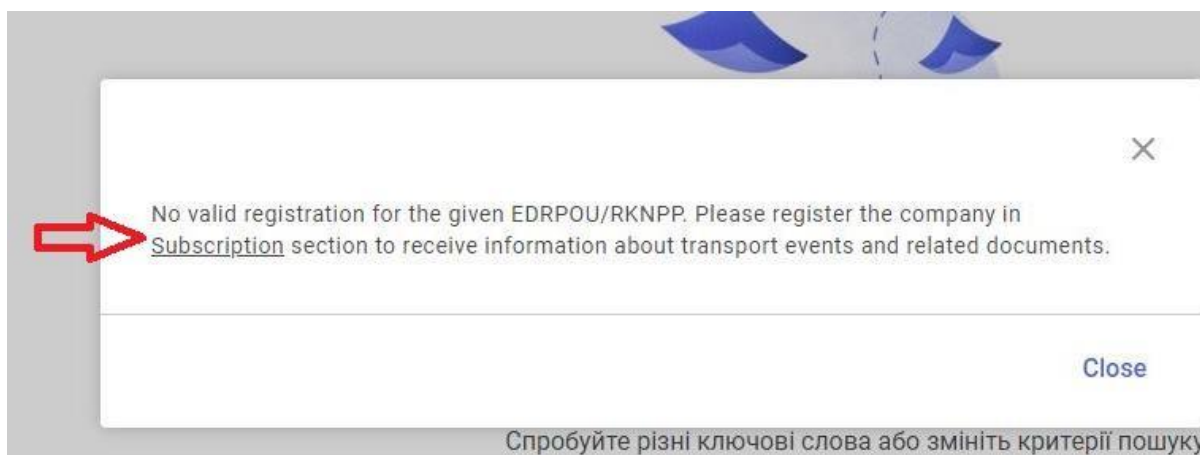 No valid registration for the given EDRPOU/RKNPP. Please register the company in
Subscription section to receive information about transport events and related documents.
Close
Спробуйте різні ключові слова або змініть критерії пошуку